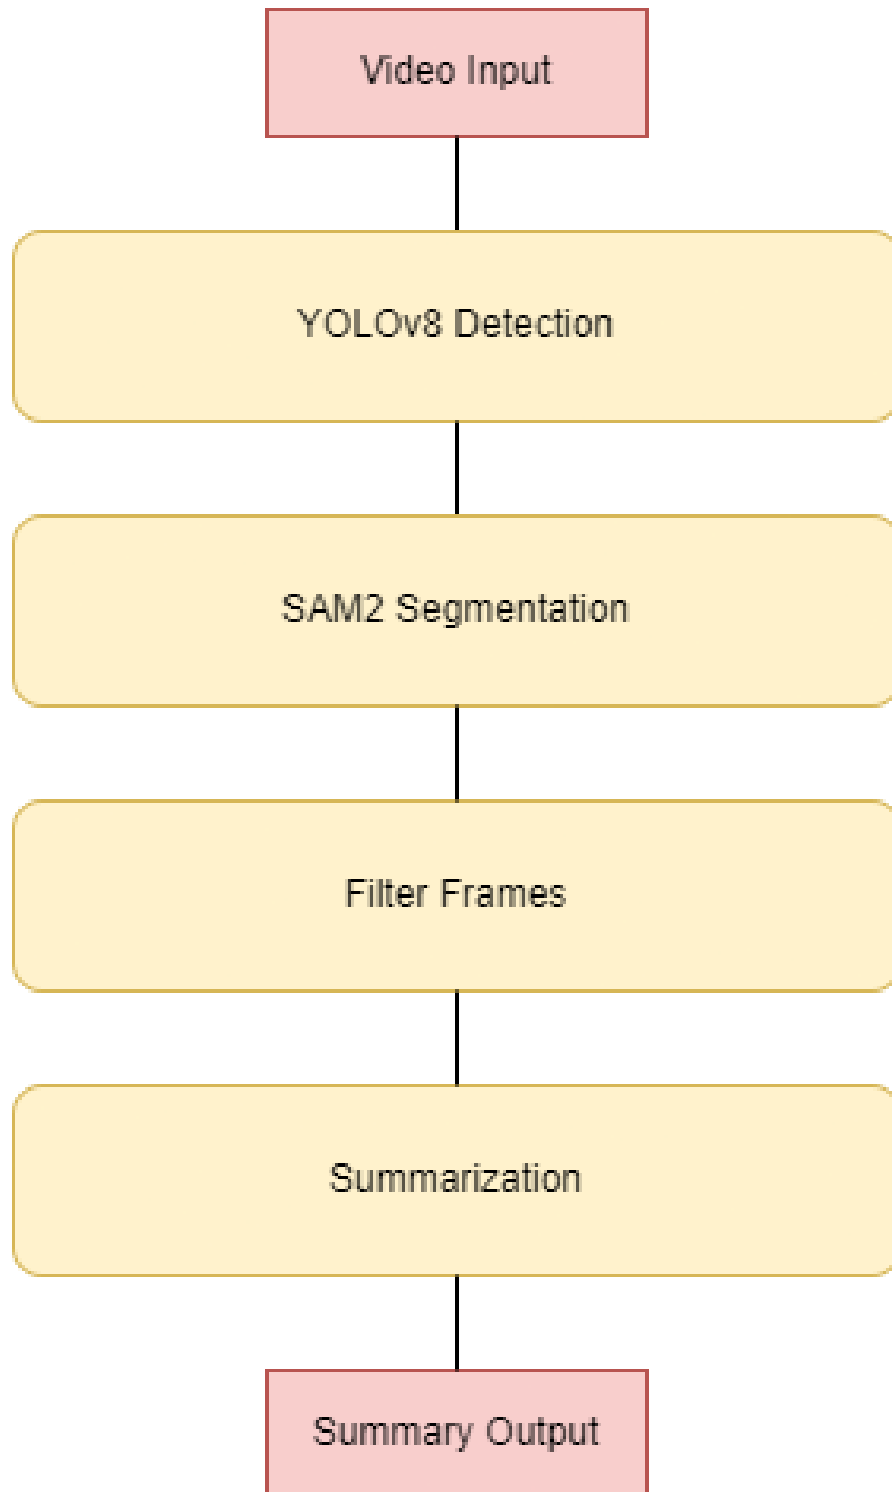 Video Input
YOLOv8 Detection
SAM2 Segmentation
Filter Frames
Summarization
Summary Output